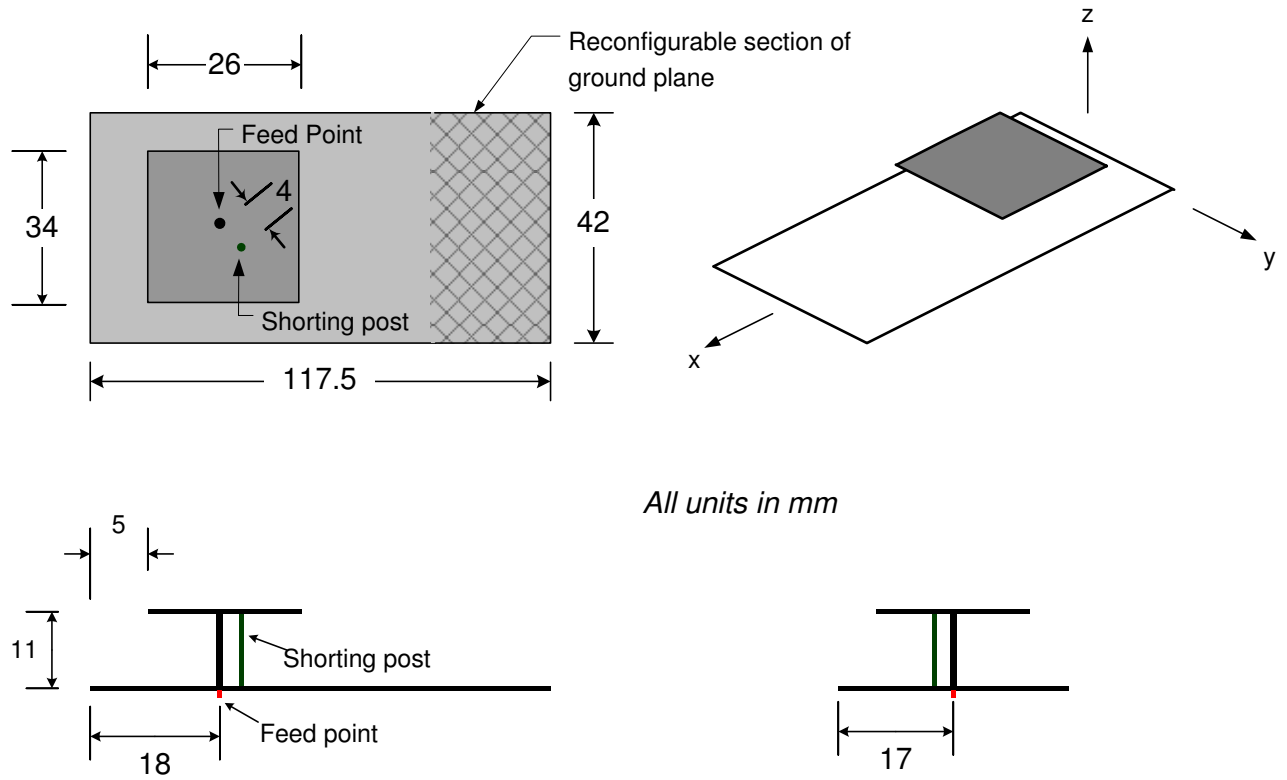 z
Reconfigurable section of
ground plane
26
Feed Point
4
34
42
Shorting post
y
x
117.5
All units in mm
5
11
Shorting post
Feed point
18
17